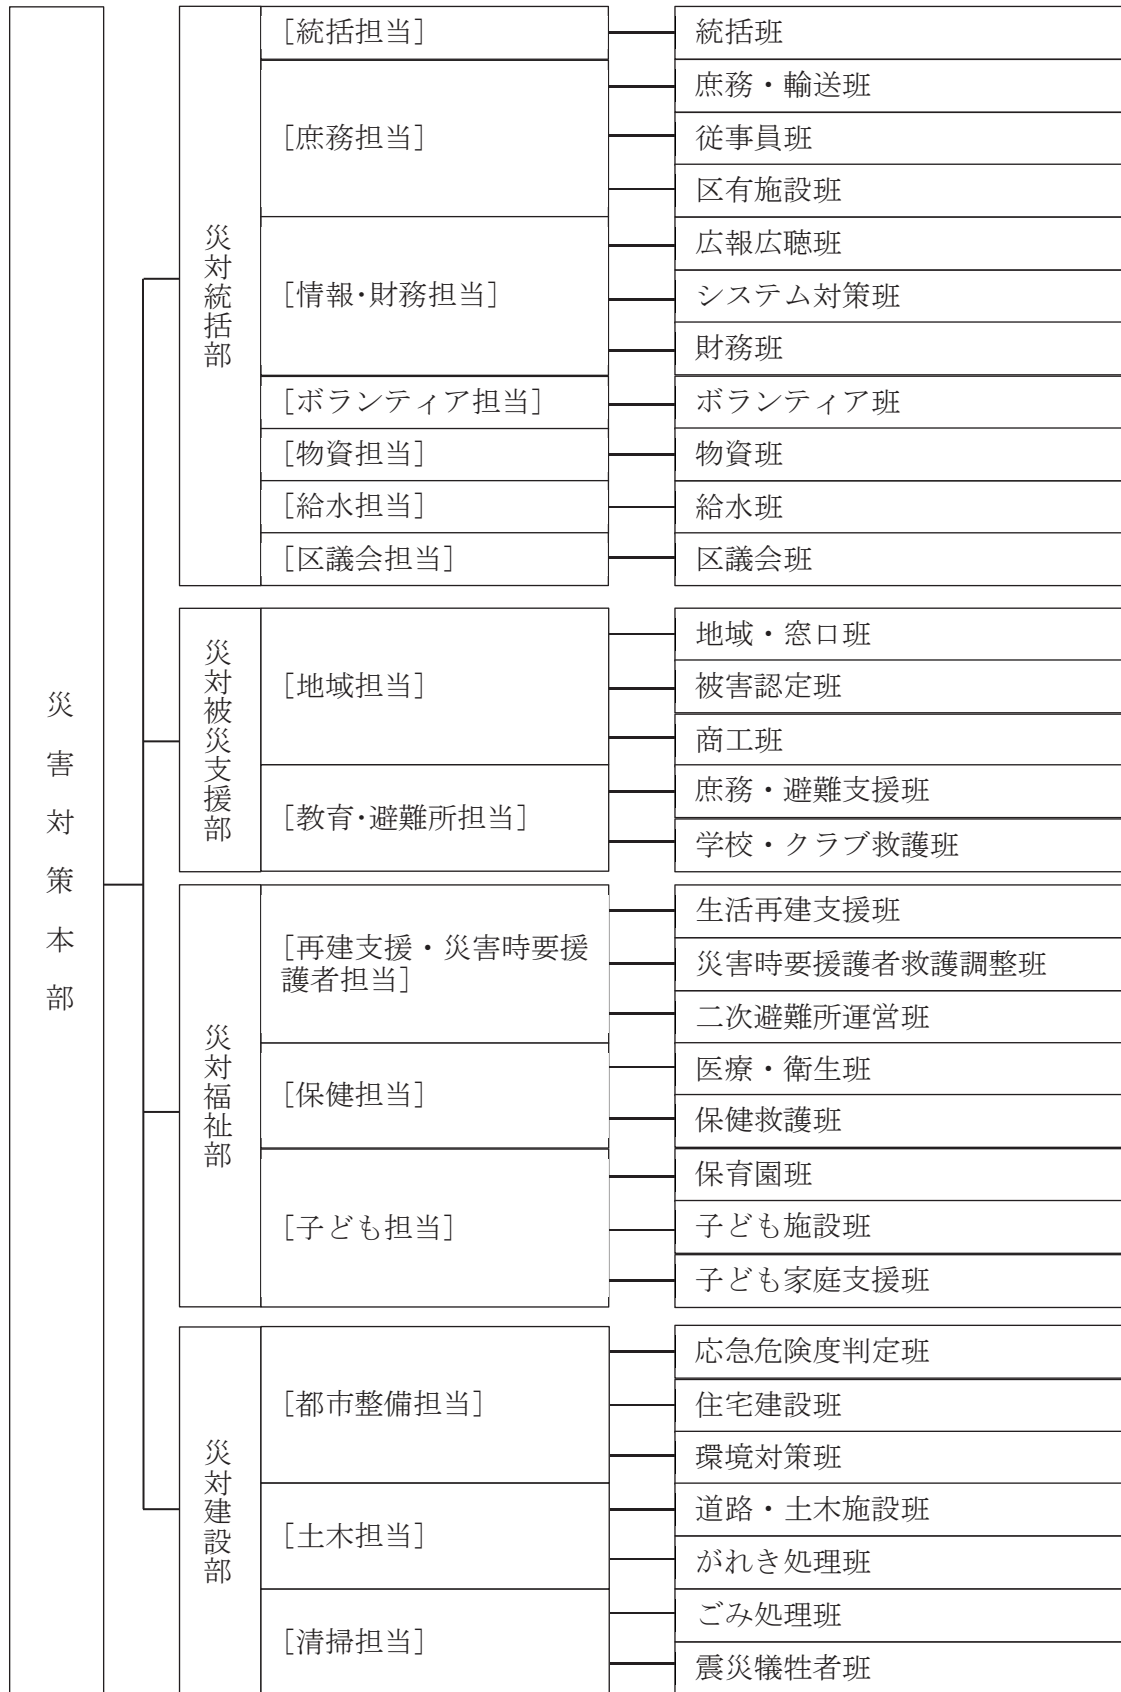 災害対策本部
災対統括部
[統括担当]
統括班
[庶務担当]
庶務・輸送班
従事員班
区有施設班
[情報・財務担当]
広報広聴班
システム対策班
財務班
[ボランティア担当]
ボランティア班
[物資担当]
物資班
[給水担当]
給水班
[区議会担当]
区議会班
災対被災支援部
[地域担当]
地域・窓口班
被害認定班
商工班
[教育・避難所担当]
庶務・避難支援班
学校・クラブ救護班
災対福祉部
[再建支援・災害時要援
護者担当]
生活再建支援班
災害時要援護者救護調整班
二次避難所運営班
[保健担当]
医療・衛生班
保健救護班
[子ども担当]
保育園班
子ども施設班
子ども家庭支援班
災対建設部
[都市整備担当]
応急危険度判定班
住宅建設班
環境対策班
[土木担当]
道路・土木施設班
がれき処理班
[清掃担当]
ごみ処理班
震災犠牲者班